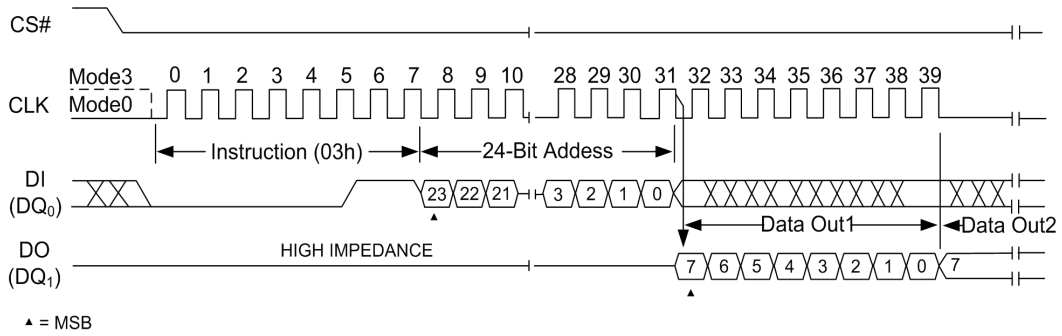 CS#
Mode3 0 1 2 3 4 5 6 7 8 9 10 28 29 30 31 32 33 34 35 36 37 38 39
CLK Mode0
Instruction (03h) 24-Bit Addess
DI
(DQ0) 23 22 21 3 2 1 0
Data Out1 Data Out2
DO HIGH IMPEDANCE
(DQ1) 7 6 5 4 3 2 1 0 7
▲ = MSB